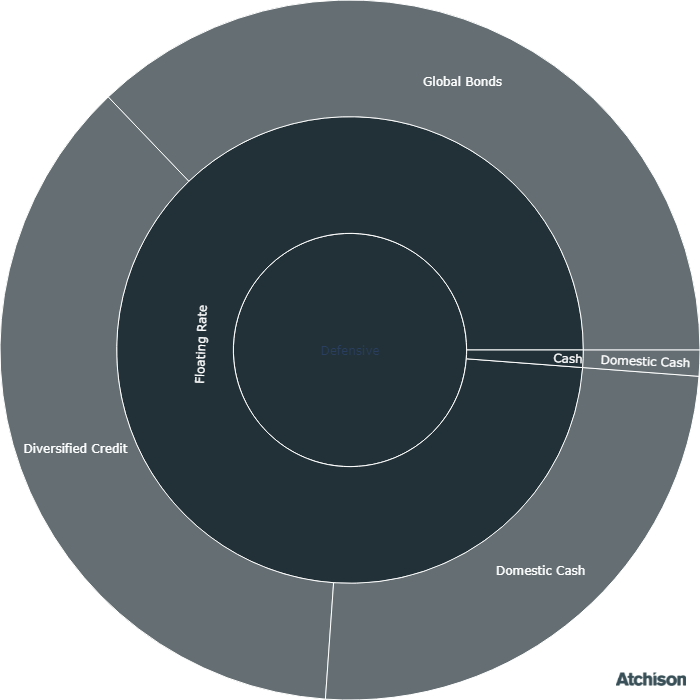 Global Bonds
Floating Rate
Defensive
Cash
Domestic Cash
Diversified Credit
Domestic Cash
Atchison